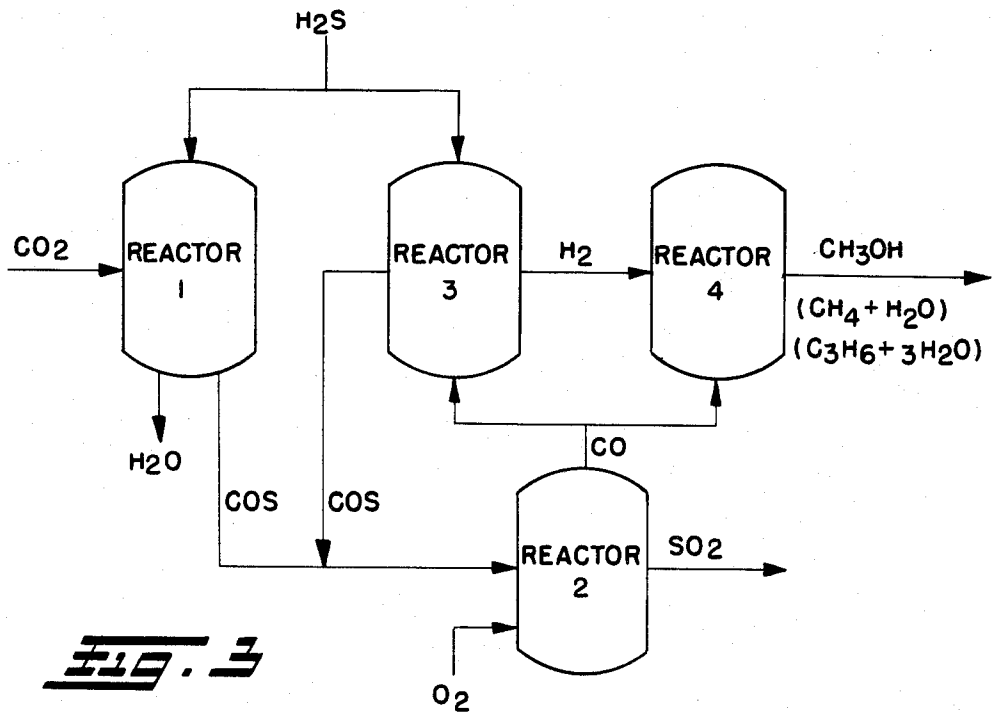 H2S
CO2
REACTOR
1
REACTOR
3
H2
REACTOR
4
CH3OH
(CH4 + H2O)
(C3H6 + 3H2O)
H2O
COS
COS
CO
REACTOR
2
SO2
O2
Fig. 3